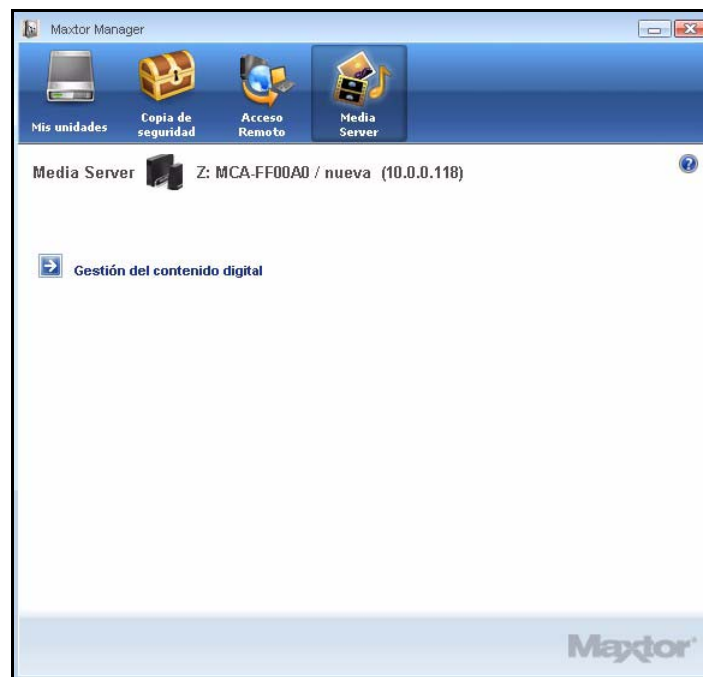 Maxtor Manager
Mis unidades
Copia de
seguridad
Acceso
Remoto
Media
Server
Media Server Z: MCA-FF00A0 / nueva (10.0.0.118)
?
Gestión del contenido digital
Maxtor